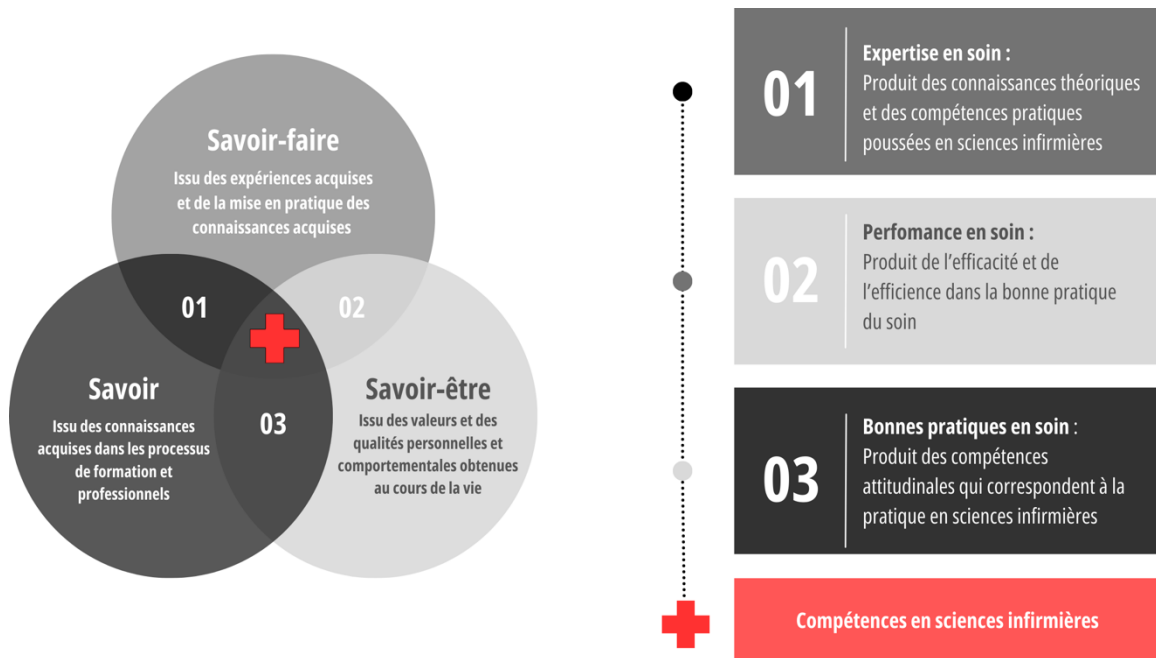 Savoir-faire
Issu des expériences acquises
et de la mise en pratique des
connaissances acquises
01
02
Savoir
Issu des connaissances
acquises dans les processus
de formation et
professionnels
03
Savoir-être
Issu des valeurs et des
qualités personnelles et
comportementales obtenues
au cours de la vie
01
Expertise en soin :
Produit des connaissances théoriques
et des compétences pratiques
poussées en sciences infirmières
02
Perfomance en soin :
Produit de l'efficacité et de
l'efficience dans la bonne pratique
du soin
03
Bonnes pratiques en soin :
Produit des compétences
attitudinales qui correspondent à la
pratique en sciences infirmières
Compétences en sciences infirmières